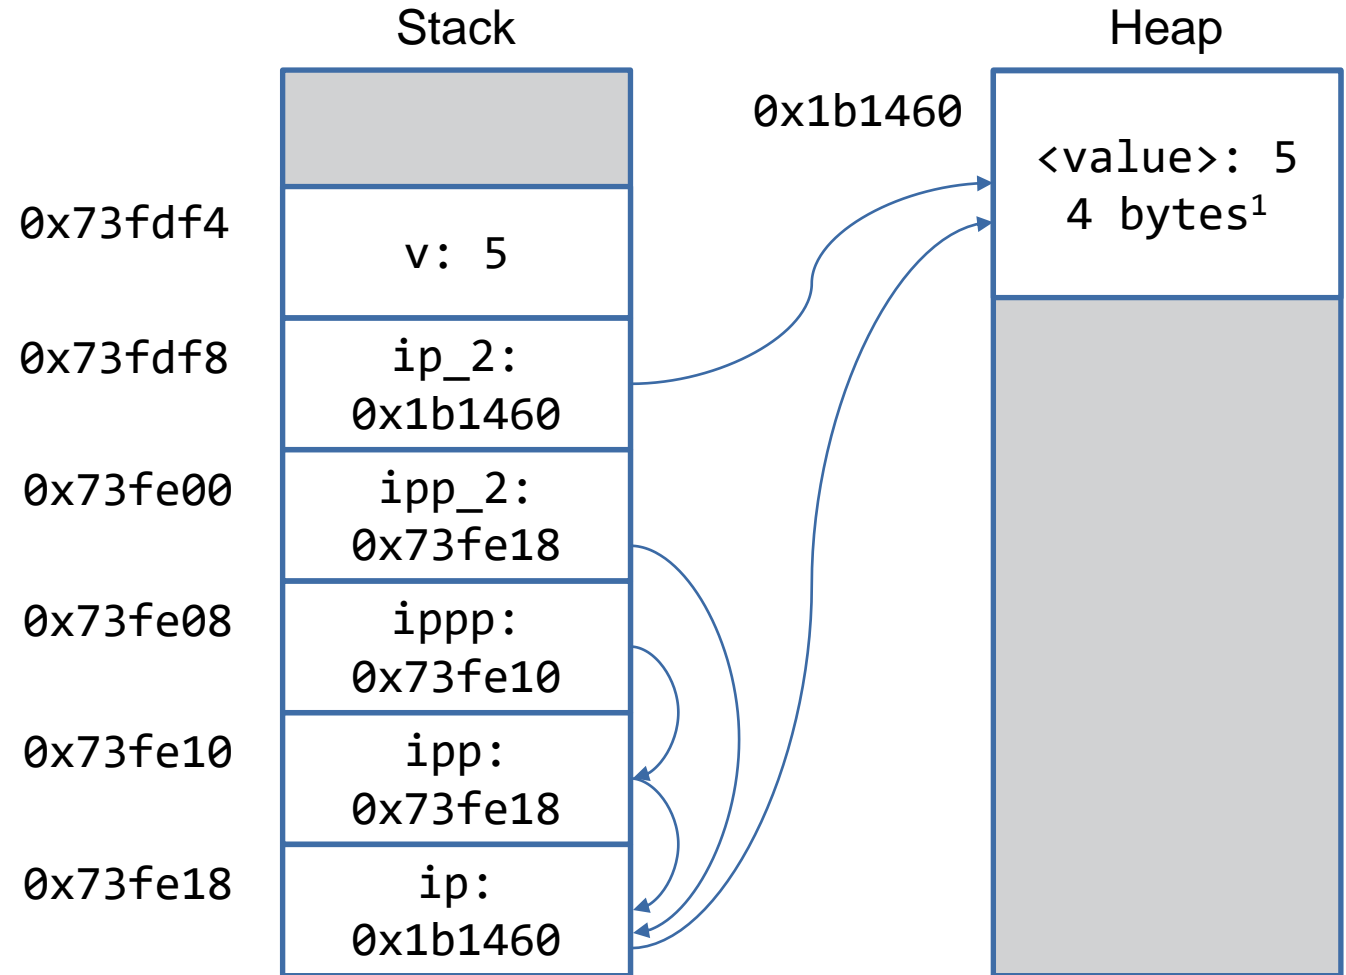 Stack
Heap
0x1b1460
<value>: 5
4 bytes¹
0x73fdf4
v: 5
0x73fdf8
ip_2:
0x1b1460
0x73fe00
ipp_2:
0x73fe18
0x73fe08
ippp:
0x73fe10
0x73fe10
ipp:
0x73fe18
0x73fe18
ip:
0x1b1460